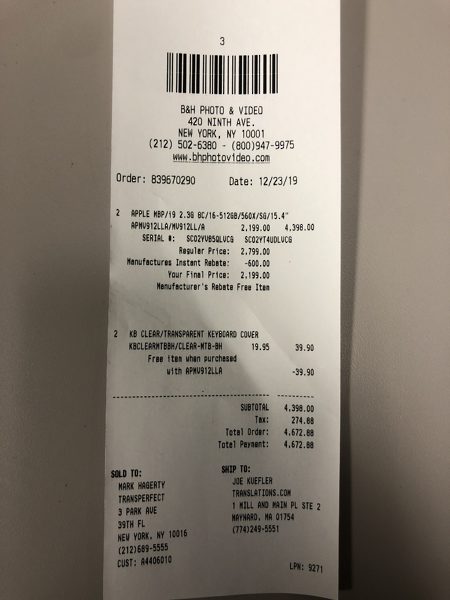 3
B&H PHOTO & VIDEO
420 NINTH AVE.
NEW YORK, NY 10001
(212) 502-6380 - (800)947-9975
www.bhphotovideo.com
Order: 839670290 Date: 12/23/19
2 APPLE MBP/i9 2.3G 8C/16-512GB/560X/SG/15.4"
APMV912LLA/MV912LL/A 2,199.00 4,398.00
SERIAL #: SC02YVB5QLVCG SC02YT4UDLVCG
Regular Price: 2,799.00
Manufactures Instant Rebate: -600.00
Your Final Price: 2,199.00
Manufacturer's Rebate Free Item
2 KB CLEAR/TRANSPARENT KEYBOARD COVER
KBCLEARMTBBH/CLEAR-MTB-BH 19.95 39.90
Free item when purchased
with APMV912LLA -39.90
SUBTOTAL 4,398.00
Tax: 274.88
Total Order: 4,672.88
Total Payment: 4,672.88
SOLD TO:
MARK HAGERTY
TRANSPERFECT
3 PARK AVE
39TH FL
NEW YORK, NY 10016
(212)689-5555
CUST: A4406010
SHIP TO:
JOE KUEFLER
TRANSLATIONS.COM
1 MILL AND MAIN PL STE 2
MAYNARD, MA 01754
(774)249-5551
LPN: 9271